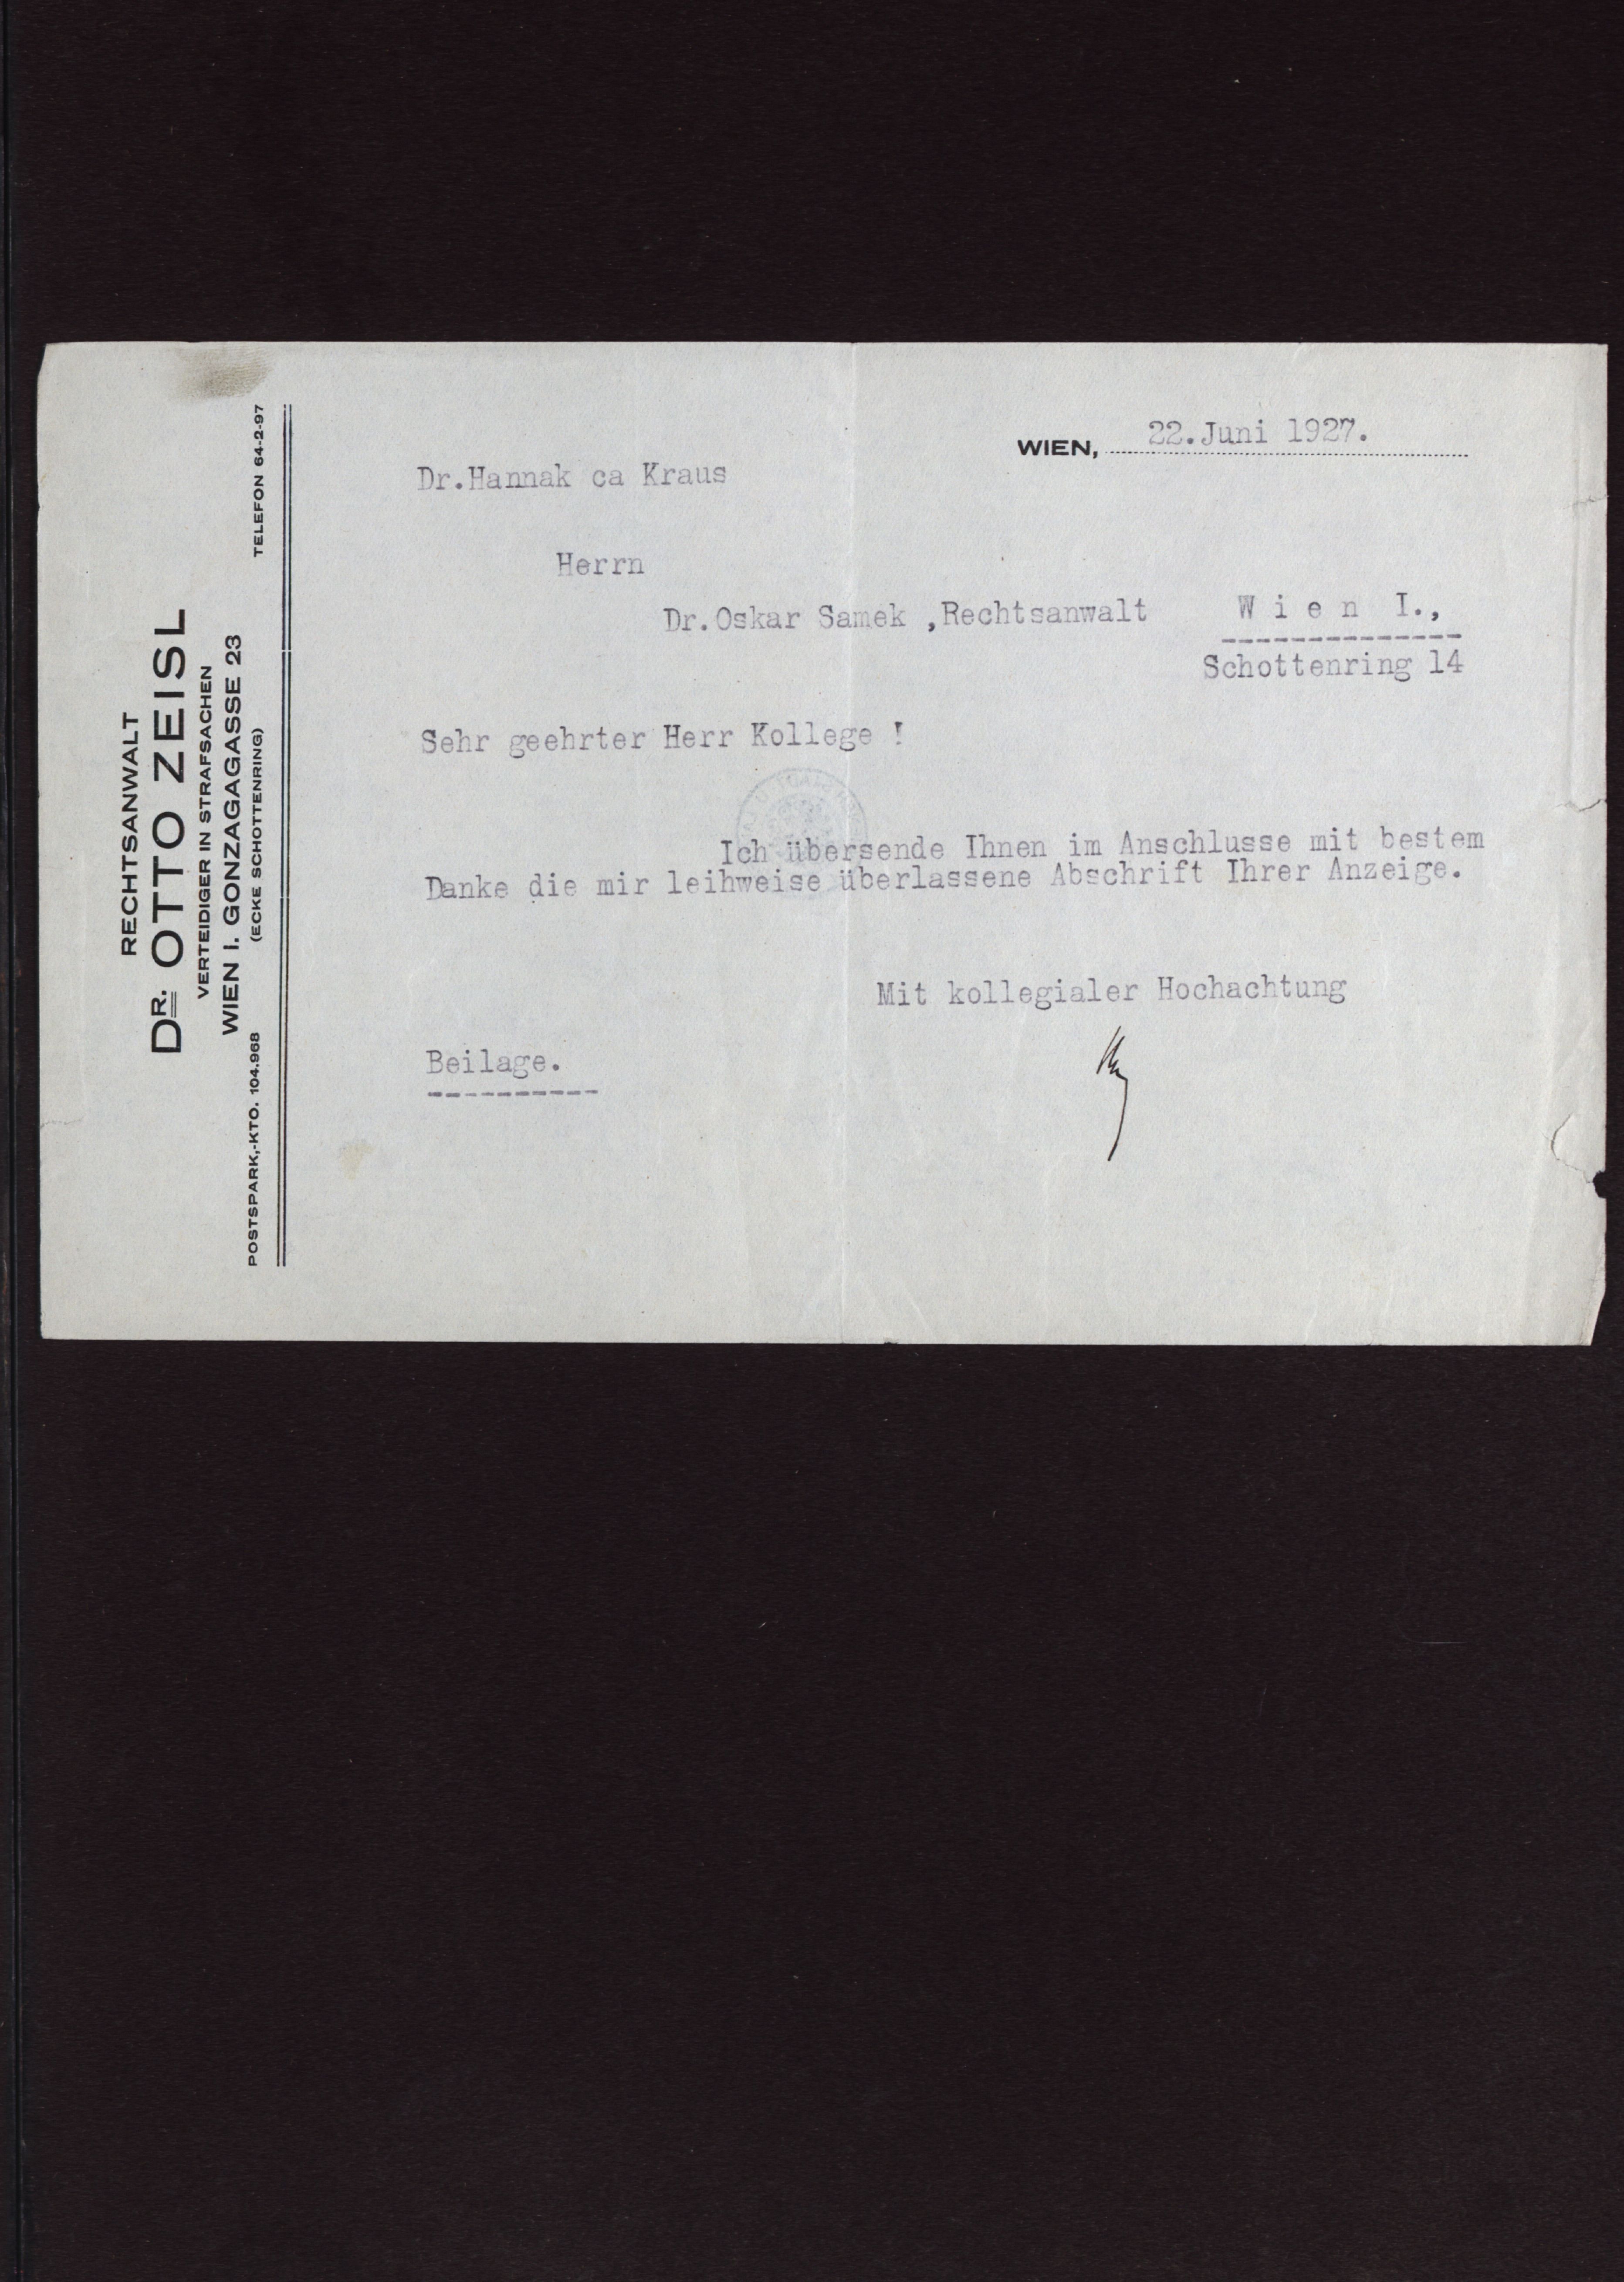 RECHTSANWALT
DR. OTTO ZEISL
VERTEIDIGER IN STRAFSACHEN
WIEN I. GONZAGAGASSE 23
POSTSPARK,-KTO. 104.968 (ECKE SCHOTTENRING) TELEFON 64-2-97
WIEN, 22.Juni 1927.
Dr.Hannak ca Kraus
Herrn
Dr.Oskar Samek ,Rechtsanwalt W i e n I.,
Schottenring 14
Sehr geehrter Herr Kollege !
Ich übersende Ihnen im Anschlusse mit bestem
Danke die mir leihweise überlassene Abschrift Ihrer Anzeige.
Mit kollegialer Hochachtung
Beilage.